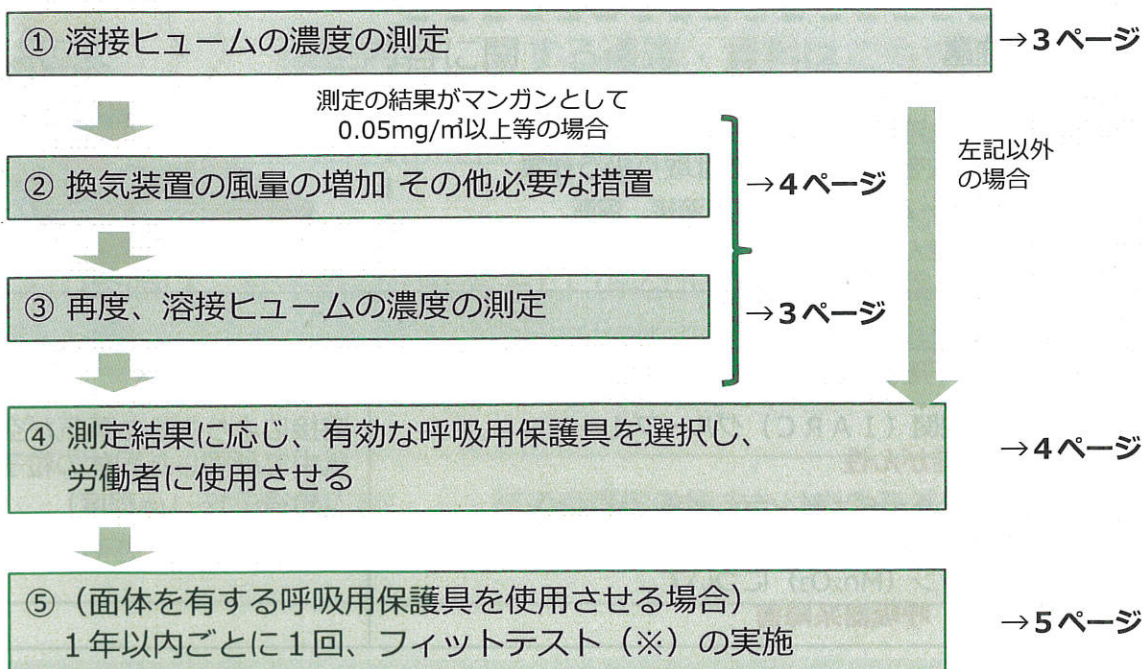 ① 溶接ヒュームの濃度の測定
→3ページ
測定の結果がマンガンとして
0.05mg/㎥以上等の場合
左記以外
の場合
② 換気装置の風量の増加 その他必要な措置
→4ページ
③ 再度、溶接ヒュームの濃度の測定
→3ページ
④ 測定結果に応じ、有効な呼吸用保護具を選択し、
労働者に使用させる
→4ページ
⑤（面体を有する呼吸用保護具を使用させる場合）
1年以内ごとに1回、フィットテスト（※）の実施
→5ページ